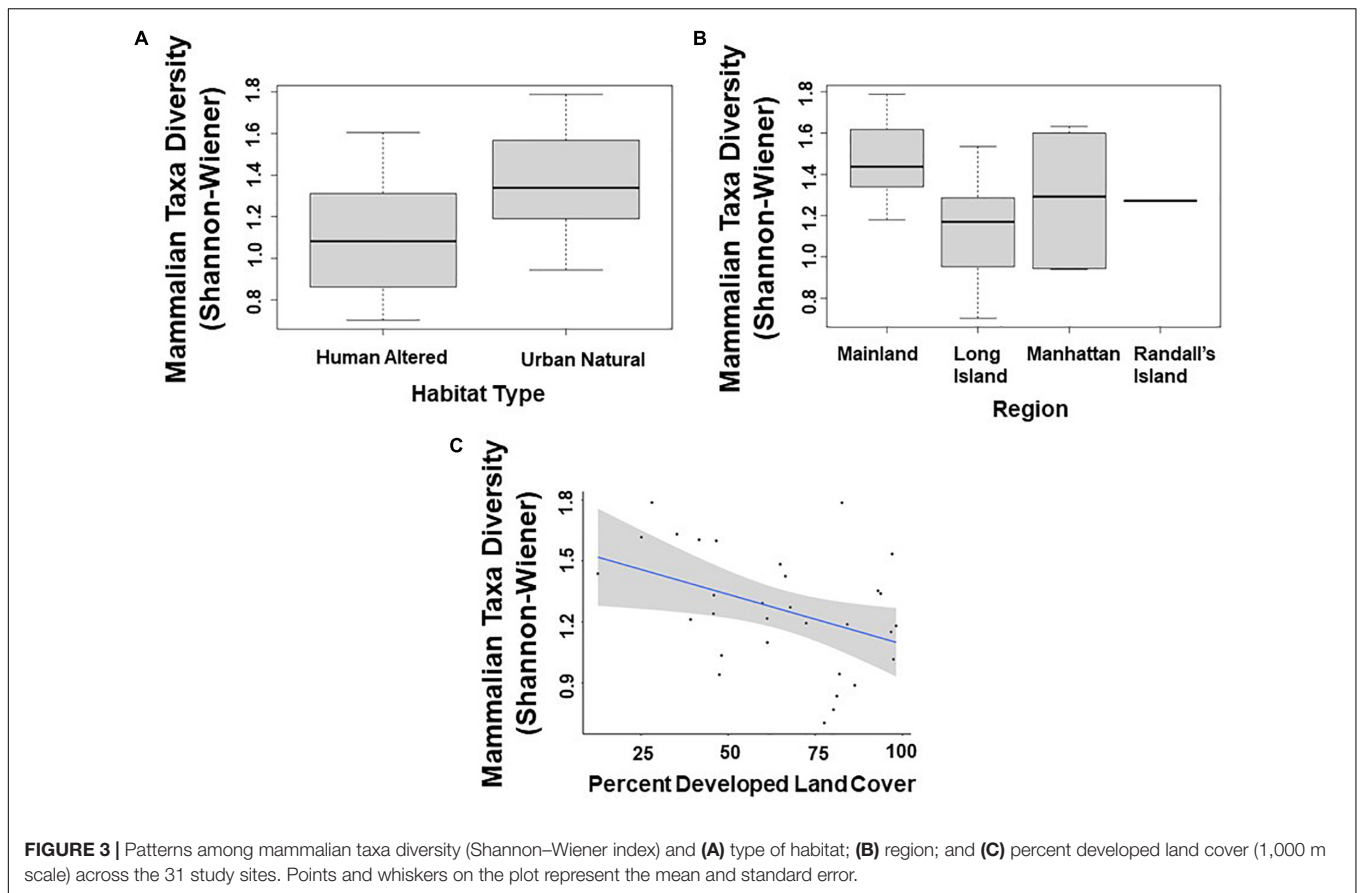 A
Mammalian Taxa Diversity
(Shannon-Wiener)
1.8
1.6
1.4
1.2
1.0
0.8
Human Altered
Urban Natural
Habitat Type
B
Mammalian Taxa Diversity
(Shannon-Wiener)
1.8
1.6
1.4
1.2
1.0
0.8
Mainland
Long
Island
Manhattan
Randall's
Island
Region
C
Mammalian Taxa Diversity
(Shannon-Wiener)
1.8
1.5
1.2
0.9
25
50
75
100
Percent Developed Land Cover
FIGURE 3 | Patterns among mammalian taxa diversity (Shannon–Wiener index) and (A) type of habitat; (B) region; and (C) percent developed land cover (1,000 m
scale) across the 31 study sites. Points and whiskers on the plot represent the mean and standard error.